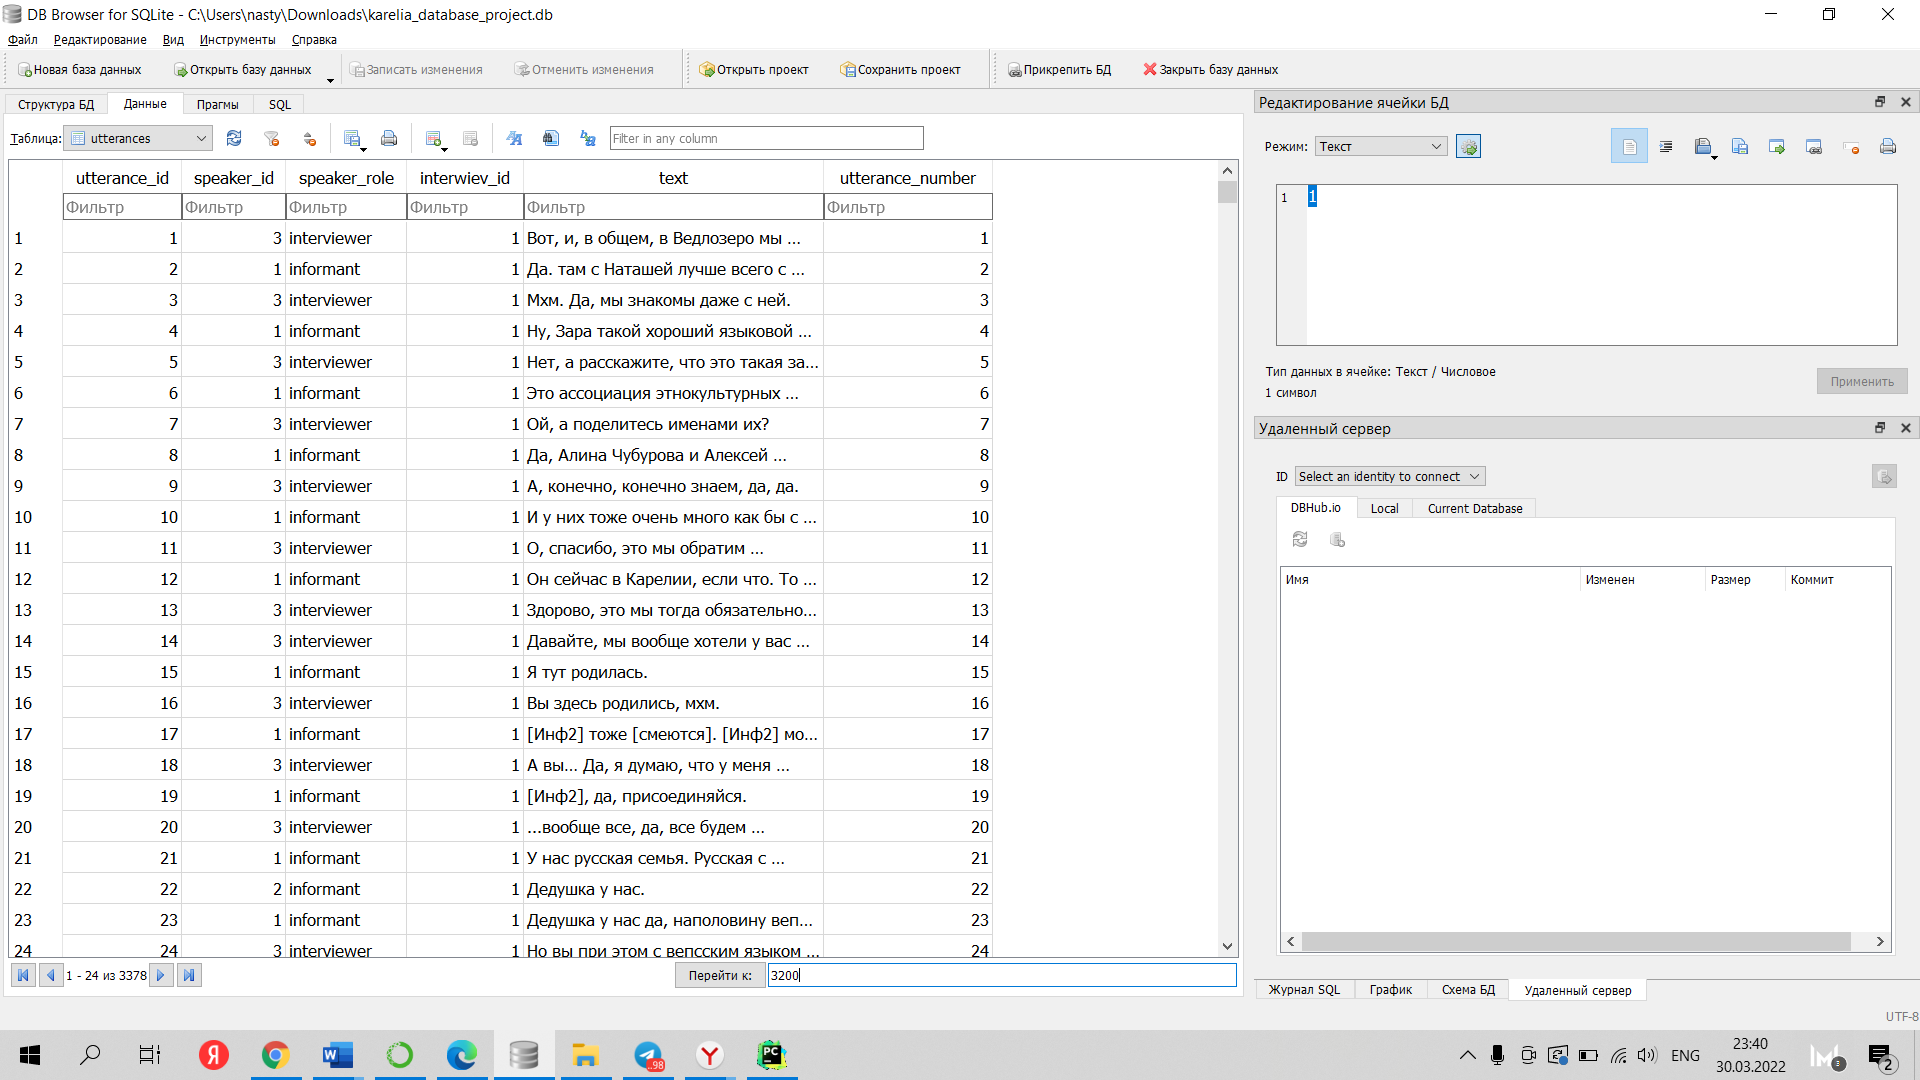 DB Browser for SQLite - C:\Users\nasty\Downloads\karelia_database_project.db
Файл Редактирование Вид Инструменты Справка
Новая база данных Открыть базу данных Записать изменения Отменить изменения Открыть проект Сохранить проект Прикрепить БД Закрыть базу данных
Структура БД Данные Прагмы SQL
Таблица: utterances Filter in any column
utterance_id speaker_id speaker_role interwiev_id text utterance_number
Фильтр Фильтр Фильтр Фильтр Фильтр Фильтр
1 1 3 interviewer 1 Вот, и, в общем, в Ведлозеро мы ... 1
2 2 1 informant 1 Да. там с Наташей лучше всего с ... 2
3 3 3 interviewer 1 Мхм. Да, мы знакомы даже с ней. 3
4 4 1 informant 1 Ну, Зара такой хороший языковой ... 4
5 5 3 interviewer 1 Нет, а расскажите, что это такая за... 5
6 6 1 informant 1 Это ассоциация этнокультурных ... 6
7 7 3 interviewer 1 Ой, а поделитесь именами их? 7
8 8 1 informant 1 Да, Алина Чубурова и Алексей ... 8
9 9 3 interviewer 1 А, конечно, конечно знаем, да, да. 9
10 10 1 informant 1 И у них тоже очень много как бы с ... 10
11 11 3 interviewer 1 О, спасибо, это мы обратим ... 11
12 12 1 informant 1 Он сейчас в Карелии, если что. То ... 12
13 13 3 interviewer 1 Здорово, это мы тогда обязательно... 13
14 14 3 interviewer 1 Давайте, мы вообще хотели у вас ... 14
15 15 1 informant 1 Я тут родилась. 15
16 16 3 interviewer 1 Вы здесь родились, мхм. 16
17 17 1 informant 1 [Инф2] тоже [смеются]. [Инф2] мо... 17
18 18 3 interviewer 1 А вы... Да, я думаю, что у меня ... 18
19 19 1 informant 1 [Инф2], да, присоединяйся. 19
20 20 3 interviewer 1 ...вообще все, да, все будем ... 20
21 21 1 informant 1 У нас русская семья. Русская с ... 21
22 22 2 informant 1 Дедушка у нас. 22
23 23 1 informant 1 Дедушка у нас да, наполовину веп... 23
24 24 3 interviewer 1 Но вы при этом с вепсским языком ... 24
1 - 24 из 3378 Перейти к: 3200
Редактирование ячейки БД
Режим: Текст
1 1
Тип данных в ячейке: Текст / Числовое
1 символ
Применить
Удаленный сервер
ID Select an identity to connect
DBHub.io Local Current Database
Имя Изменен Размер Коммит
Журнал SQL График Схема БД Удаленный сервер
UTF-8
Я W 98 Y PC
ENG 23:40
30.03.2022
3 2